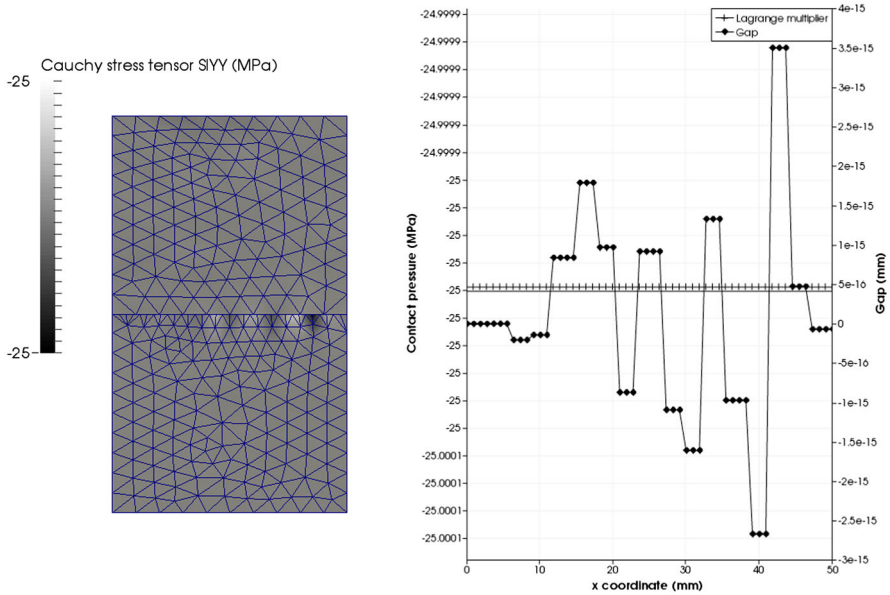 Cauchy stress tensor SIYY (MPa)
-25
-25
Contact pressure (MPa)
-24.9999
-24.9999
-24.9999
-24.9999
-24.9999
-24.9999
-25
-25
-25
-25
-25
-25
-25
-25
-25
-25
-25.0001
-25.0001
-25.0001
-25.0001
Lagrange multiplier
Gap
4e-15
3.5e-15
3e-15
2.5e-15
2e-15
1.5e-15
1e-15
5e-16
0
-5e-16
-1e-15
-1.5e-15
-2e-15
-2.5e-15
-3e-15
Gap (mm)
0 10 20 30 40 50
x coordinate (mm)